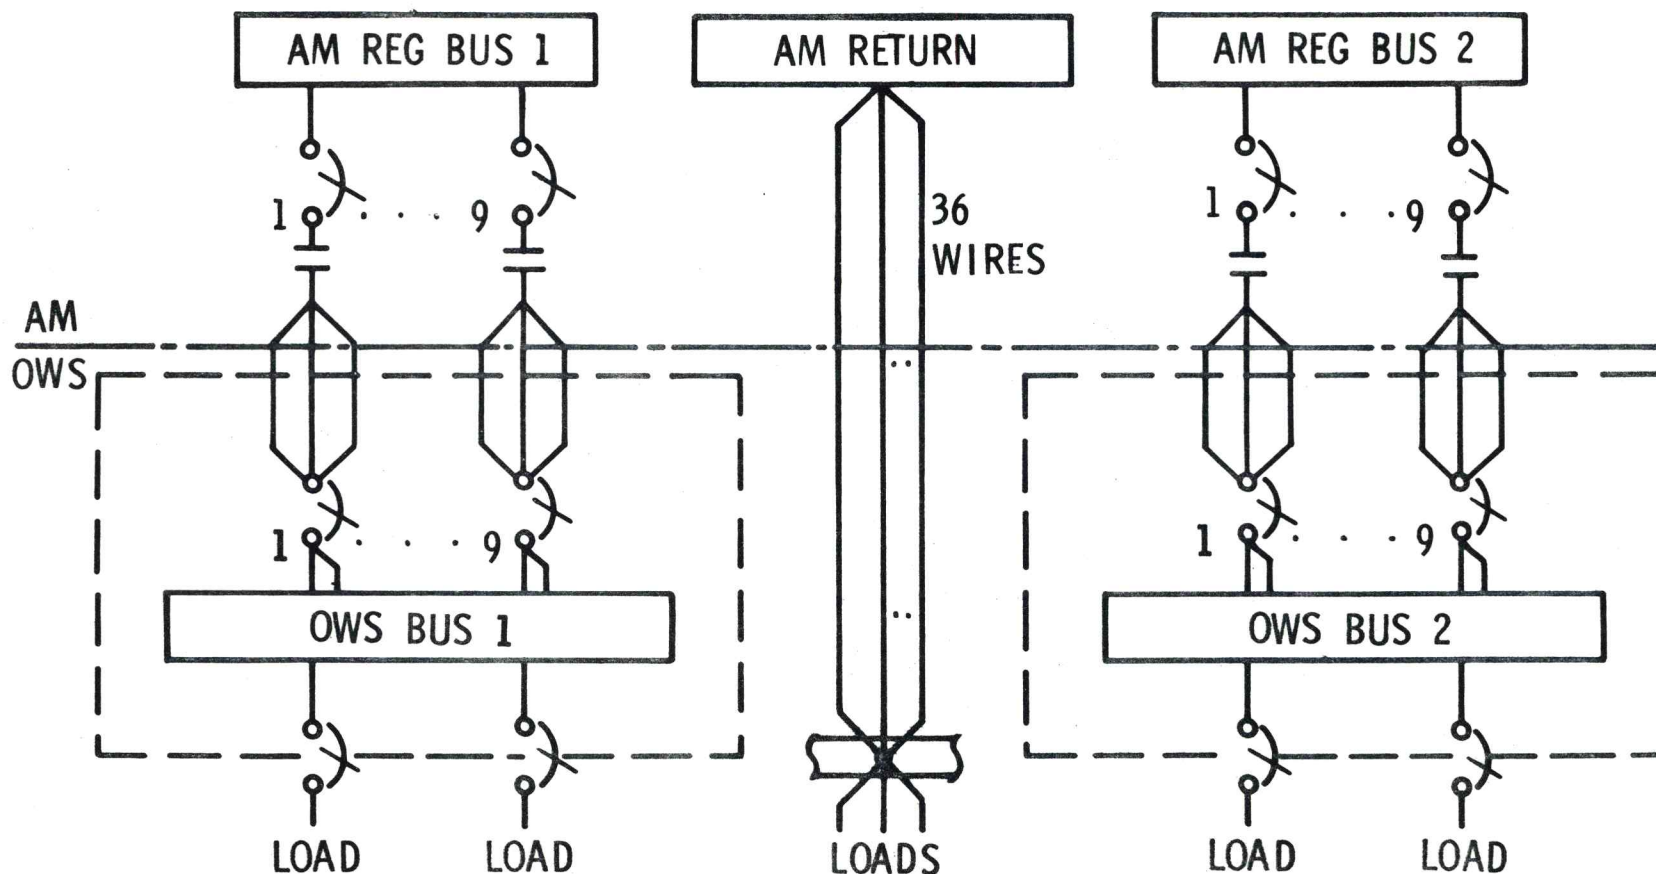 AM REG BUS 1
AM RETURN
AM REG BUS 2
1 . . . 9
36
WIRES
1 . . . 9
AM
OWS
1 . . . 9
1 . . . 9
OWS BUS 1
OWS BUS 2
LOAD
LOAD
LOADS
LOAD
LOAD